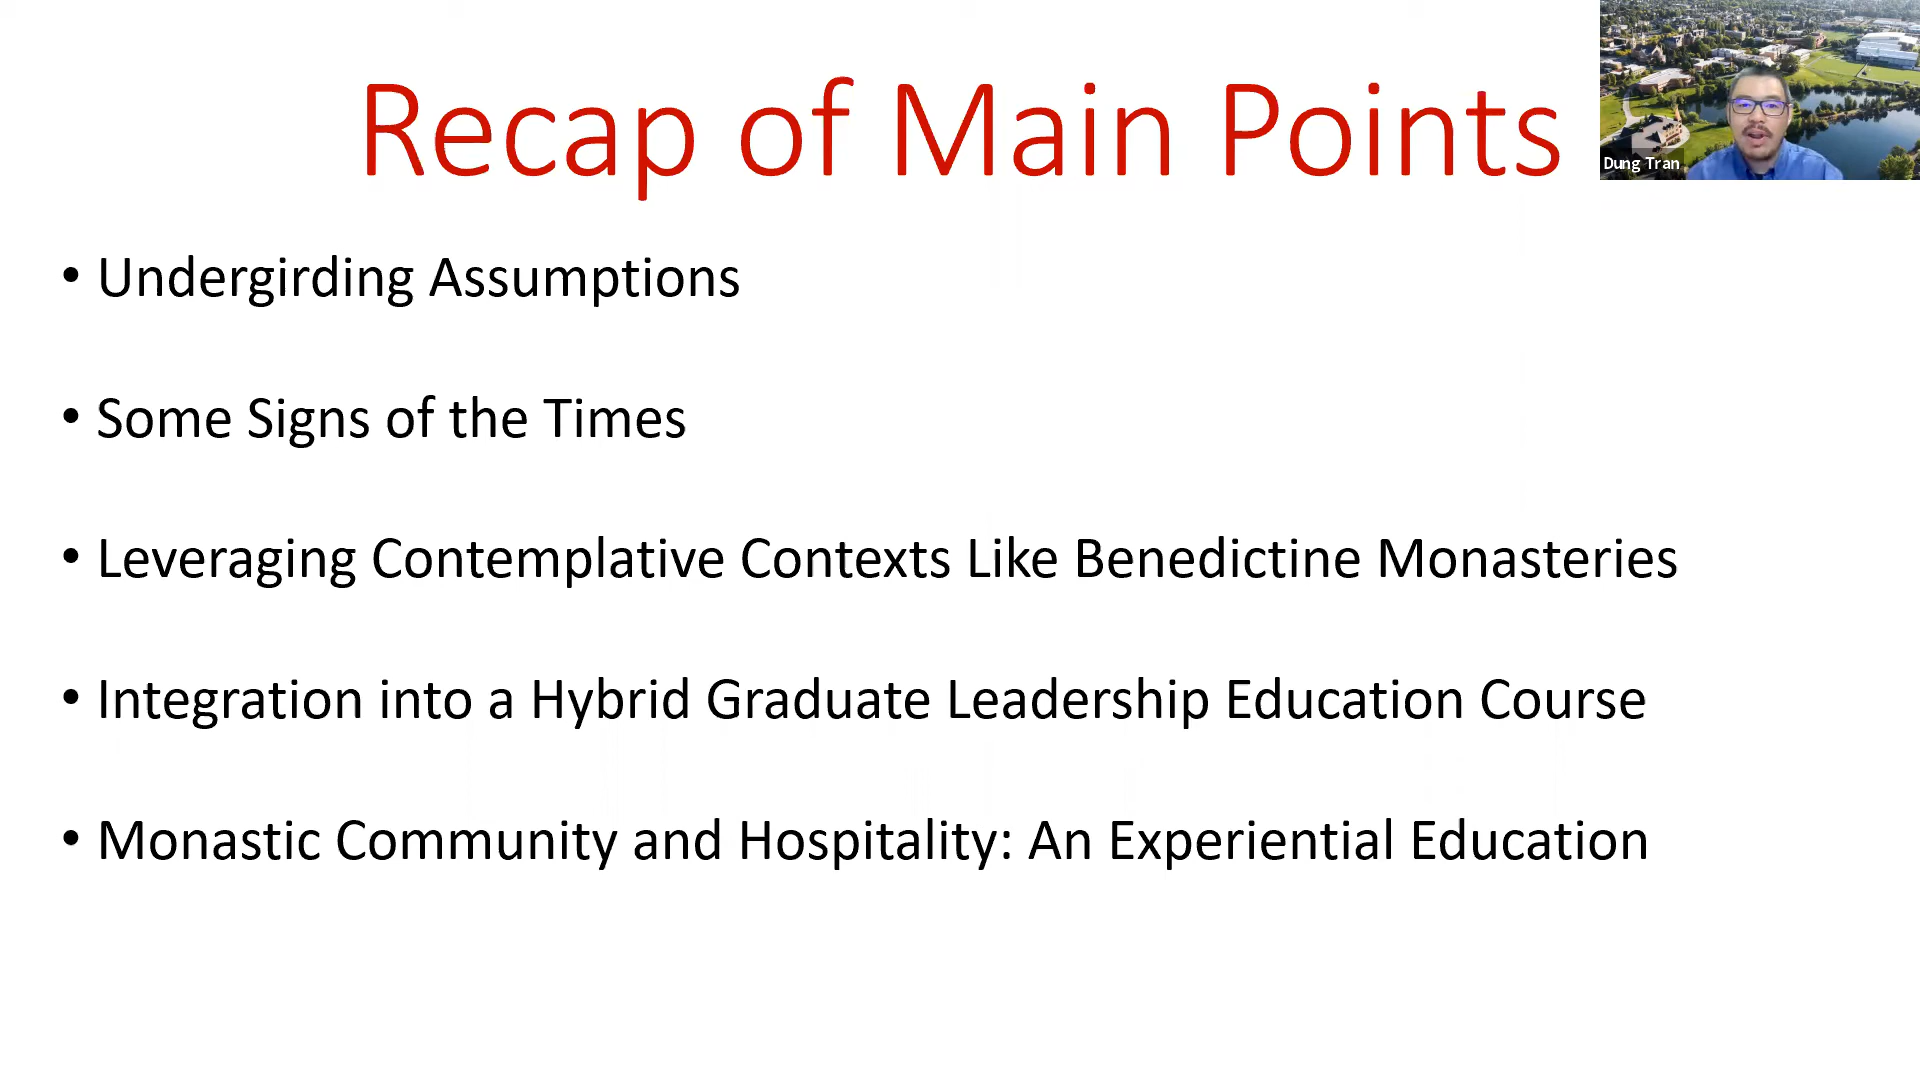 Recap of Main Points
Dung Tran
• Undergirding Assumptions
• Some Signs of the Times
• Leveraging Contemplative Contexts Like Benedictine Monasteries
• Integration into a Hybrid Graduate Leadership Education Course
• Monastic Community and Hospitality: An Experiential Education